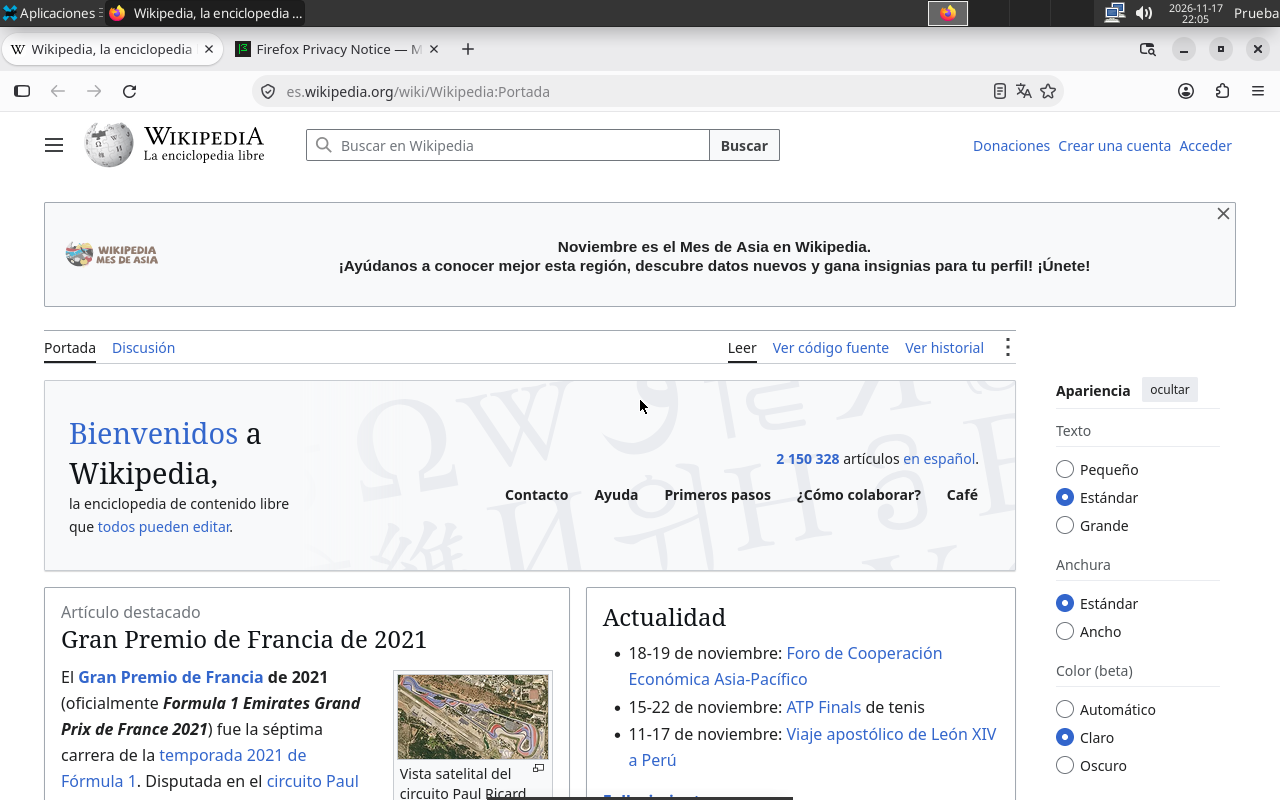 Aplicaciones
Wikipedia, la enciclopedia ...
2026-11-17
22:05
Prueba
Wikipedia, la enciclopedia
Firefox Privacy Notice — M
es.wikipedia.org/wiki/Wikipedia:Portada
WIKIPEDIA
La enciclopedia libre
Buscar en Wikipedia
Buscar
Donaciones Crear una cuenta Acceder
WIKIPEDIA
MES DE ASIA
Noviembre es el Mes de Asia en Wikipedia.
¡Ayúdanos a conocer mejor esta región, descubre datos nuevos y gana insignias para tu perfil! ¡Únete!
Portada Discusión Leer Ver código fuente Ver historial
Bienvenidos a
Wikipedia,
la enciclopedia de contenido libre
que todos pueden editar.
2 150 328 artículos en español.
Contacto Ayuda Primeros pasos ¿Cómo colaborar? Café
Artículo destacado
Gran Premio de Francia de 2021
El Gran Premio de Francia de 2021
(oficialmente Formula 1 Emirates Grand
Prix de France 2021) fue la séptima
carrera de la temporada 2021 de
Fórmula 1. Disputada en el circuito Paul
Vista satelital del
circuito Paul Ricard
Actualidad
18-19 de noviembre: Foro de Cooperación
Económica Asia-Pacífico
15-22 de noviembre: ATP Finals de tenis
11-17 de noviembre: Viaje apostólico de León XIV
a Perú
Apariencia ocultar
Texto
Pequeño
Estándar
Grande
Anchura
Estándar
Ancho
Color (beta)
Automático
Claro
Oscuro